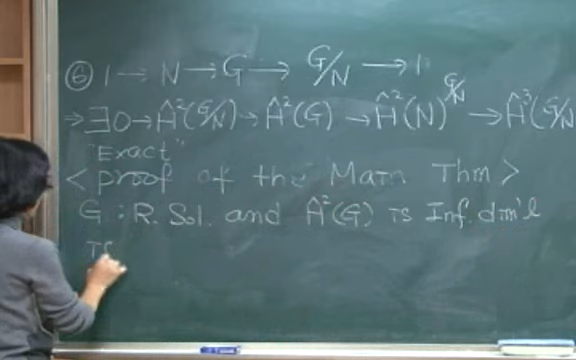 ⑥ 1 → N → G → G/N → 1
⇒ ∃ 0 → Ĥ²(G/N) → Ĥ²(G) → Ĥ²(N)^{G/N} → Ĥ³(G/N)
"Exact"
<proof of the Main Thm>
G : R. Sol. and Ĥ²(G) is Inf. dim'l